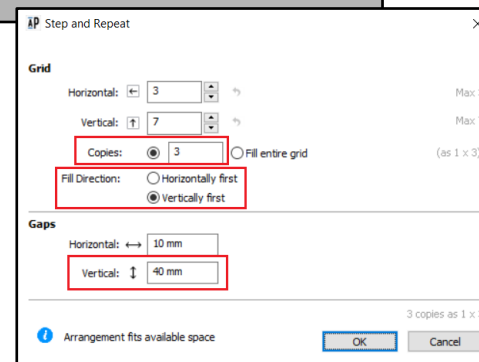 AP Step and Repeat
Grid
Horizontal: 3 Max
Vertical: 7 Max
Copies: 3 Fill entire grid (as 1 x 3)
Fill Direction: Horizontally first
Vertically first
Gaps
Horizontal: 10 mm
Vertical: 40 mm
3 copies as 1 x
Arrangement fits available space OK Cancel